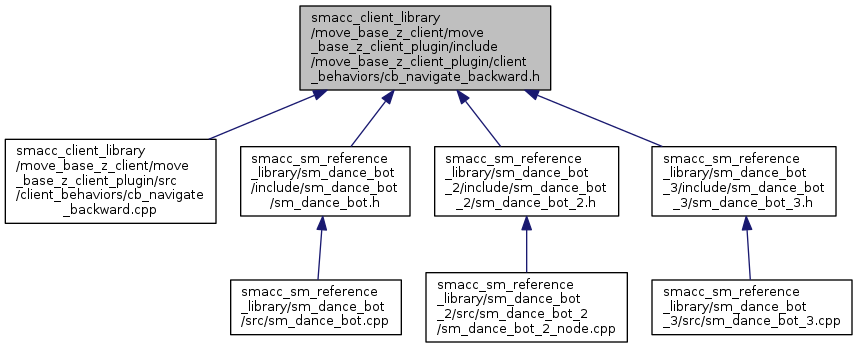 smacc_client_library
/move_base_z_client/move
_base_z_client_plugin/include
/move_base_z_client_plugin/client
_behaviors/cb_navigate_backward.h
smacc_client_library
/move_base_z_client/move
_base_z_client_plugin/src
/client_behaviors/cb_navigate
_backward.cpp
smacc_sm_reference
_library/sm_dance_bot
/include/sm_dance_bot
/sm_dance_bot.h
smacc_sm_reference
_library/sm_dance_bot
_2/include/sm_dance_bot
_2/sm_dance_bot_2.h
smacc_sm_reference
_library/sm_dance_bot
_3/include/sm_dance_bot
_3/sm_dance_bot_3.h
smacc_sm_reference
_library/sm_dance_bot
/src/sm_dance_bot.cpp
smacc_sm_reference
_library/sm_dance_bot
_2/src/sm_dance_bot_2
/sm_dance_bot_2_node.cpp
smacc_sm_reference
_library/sm_dance_bot
_3/src/sm_dance_bot_3.cpp